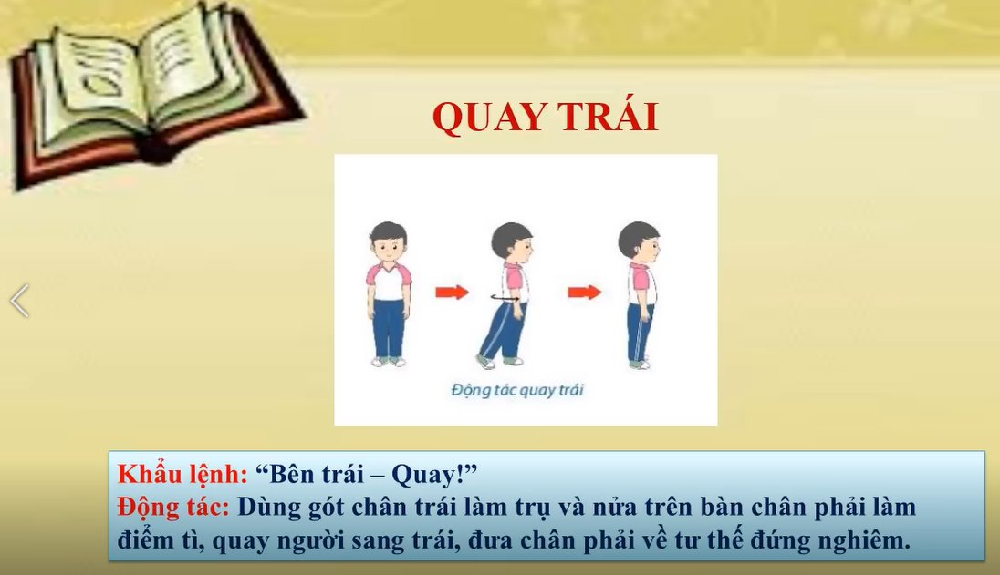 QUAY TRÁI
Động tác quay trái
Khẩu lệnh: “Bên trái – Quay!”
Động tác: Dùng gót chân trái làm trụ và nửa trên bàn chân phải làm
điểm tì, quay người sang trái, đưa chân phải về tư thế đứng nghiêm.